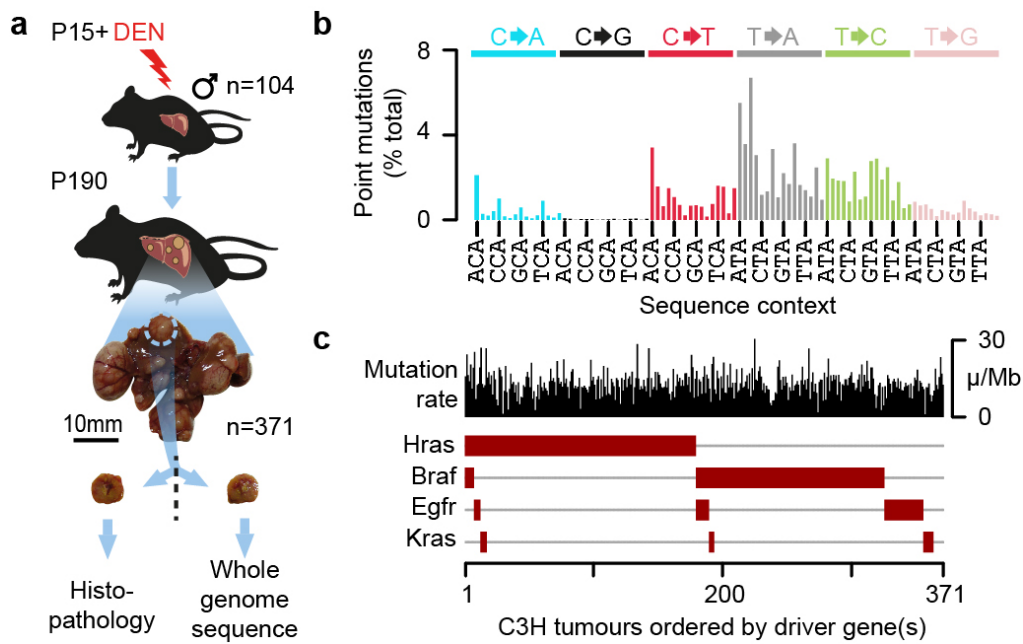 a
P15+ DEN
♂ n=104
P190
10mm
n=371
Histo-
pathology
Whole
genome
sequence
b
C➔A C➔G C➔T T➔A T➔C T➔G
8
4
0
Point mutations
(% total)
ACA CCA GCA TCA ACA CCA GCA TCA ACA CCA GCA TCA ATA CTA GTA TTA ATA CTA GTA TTA ATA CTA GTA TTA
Sequence context
c
Mutation
rate
30
μ/Mb
0
Hras
Braf
Egfr
Kras
1 200 371
C3H tumours ordered by driver gene(s)